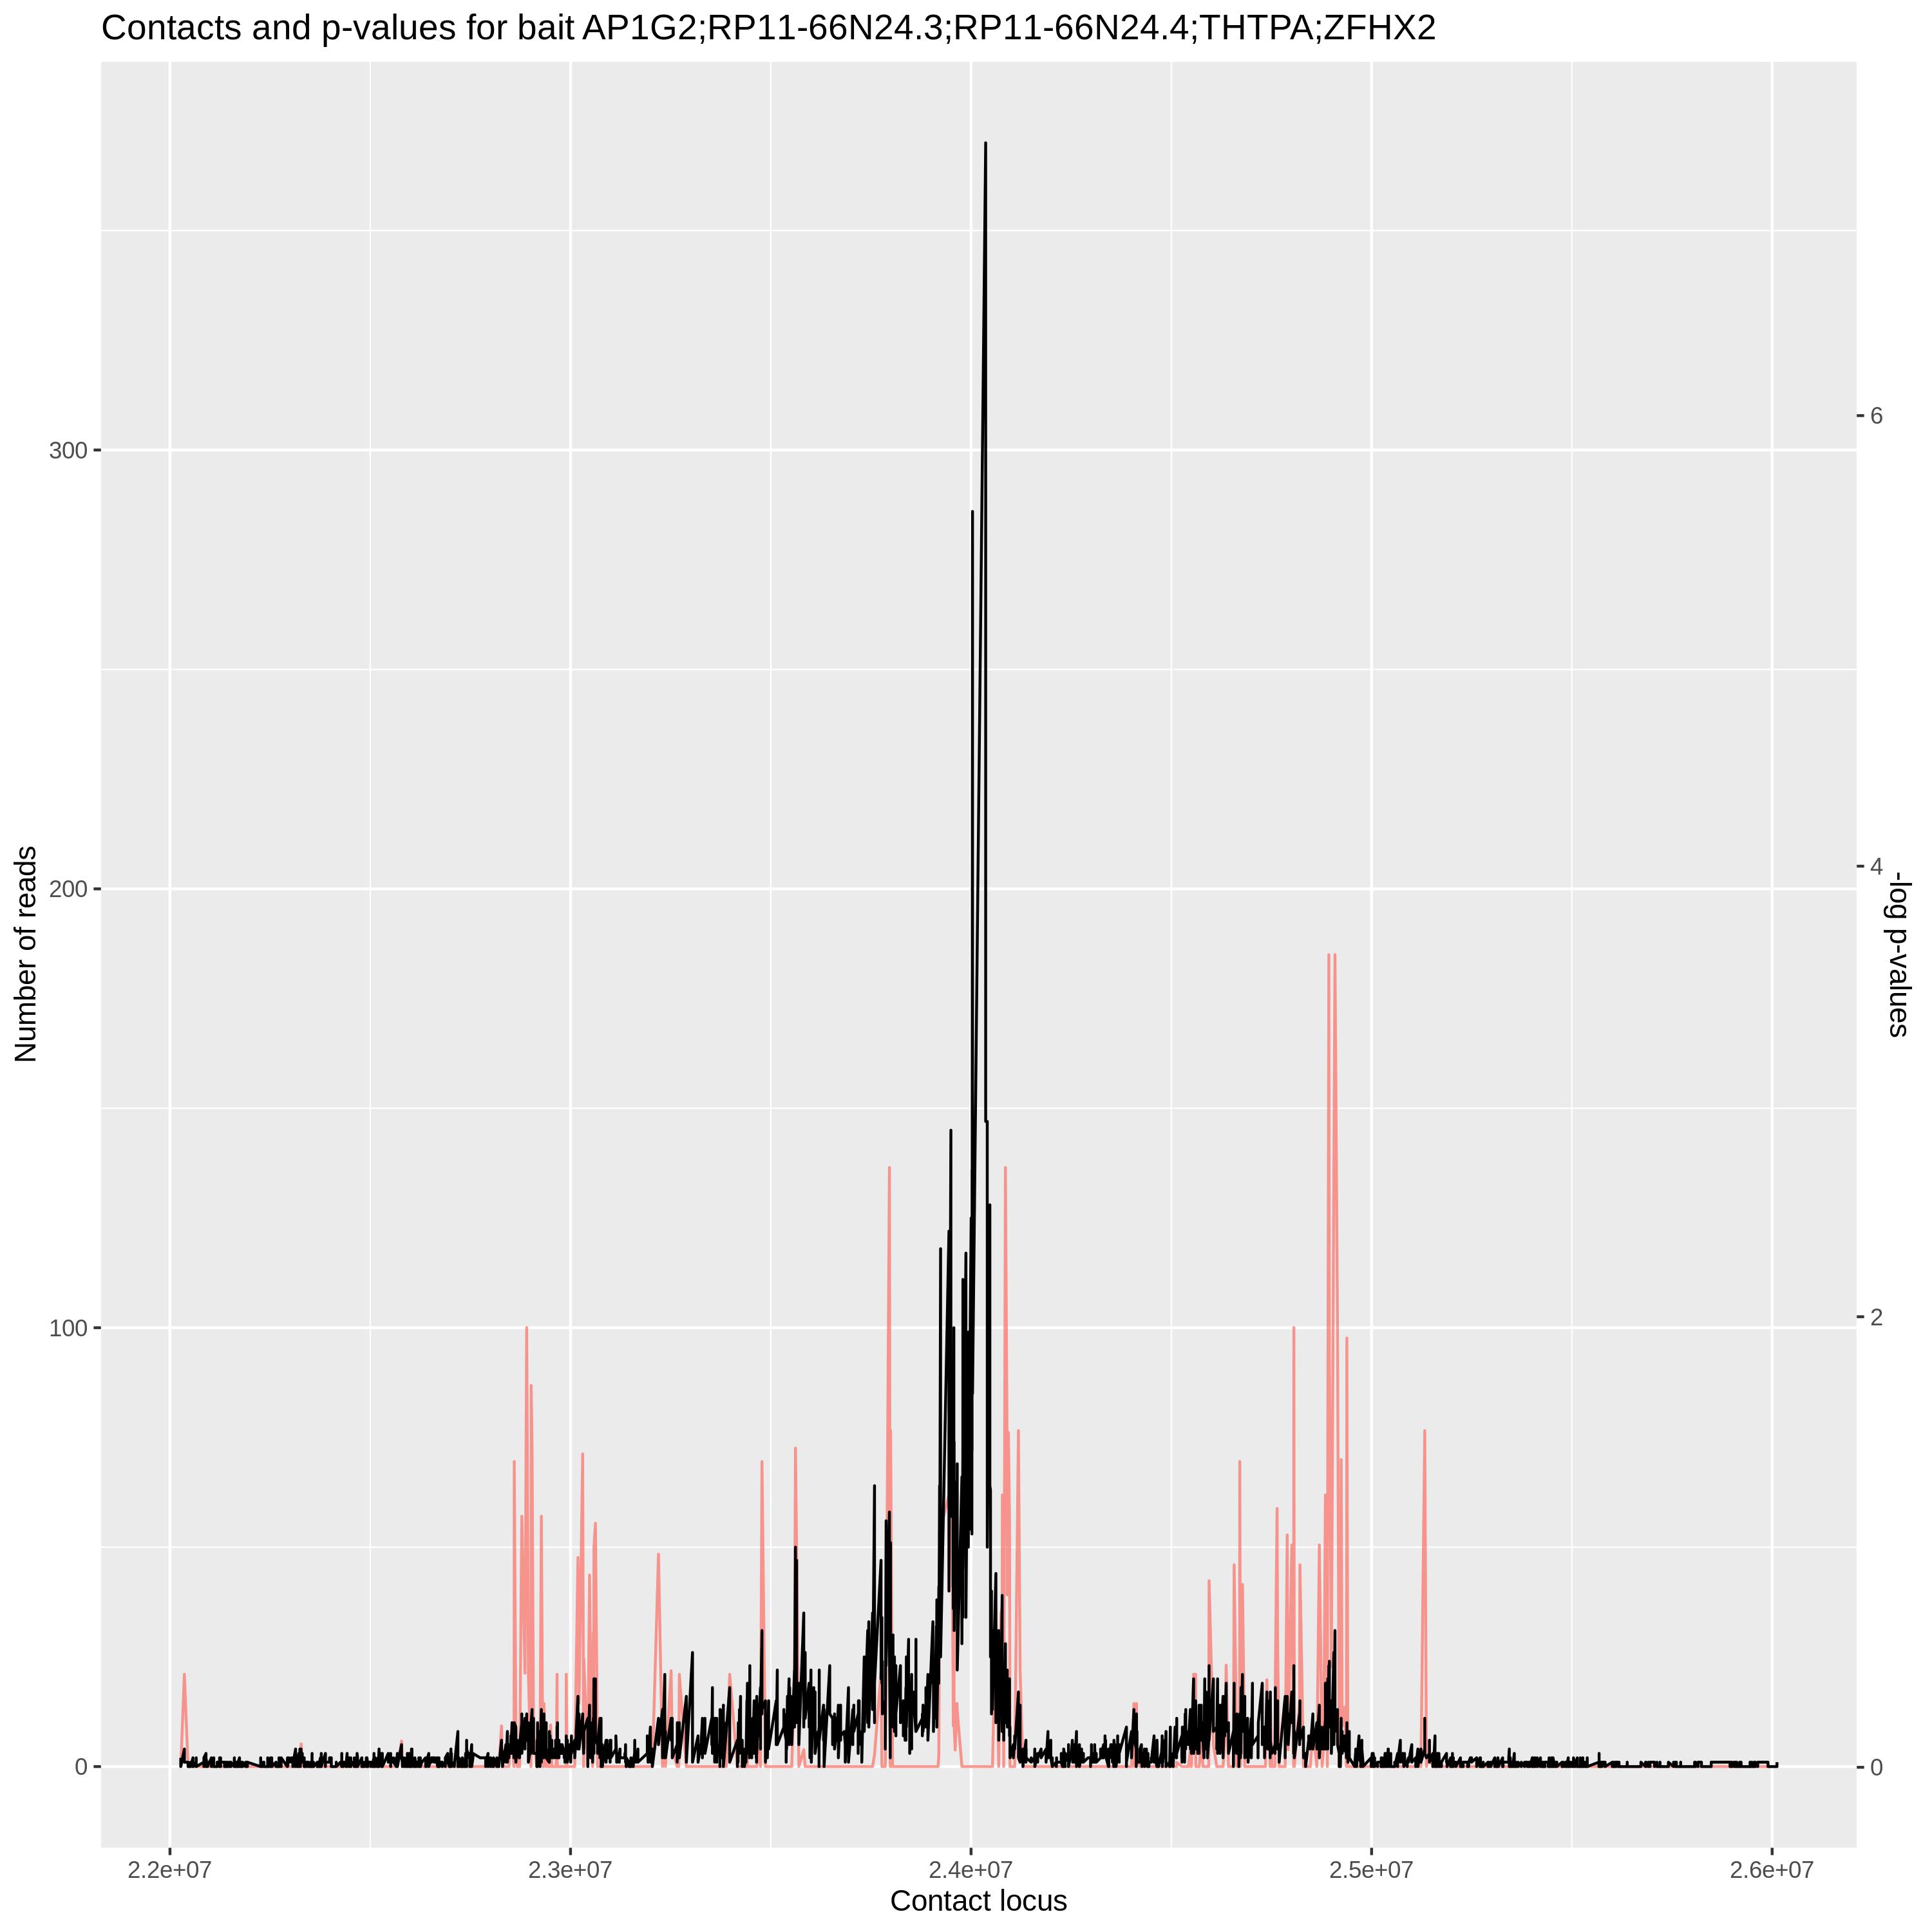 Contacts and p-values for bait AP1G2;RP11-66N24.3;RP11-66N24.4;THTPA;ZFHX2
Number of reads
300
200
100
0
6
4
2
0
-log p-values
2.2e+07
2.3e+07
2.4e+07
2.5e+07
2.6e+07
Contact locus